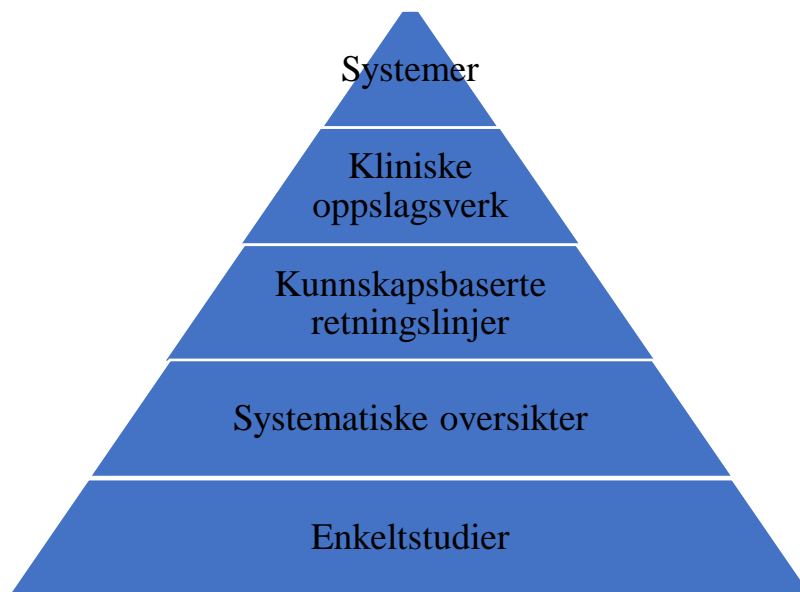 Systemer
Kliniske
oppslagsverk
Kunnskapsbaserte
retningslinjer
Systematiske oversikter
Enkeltstudier